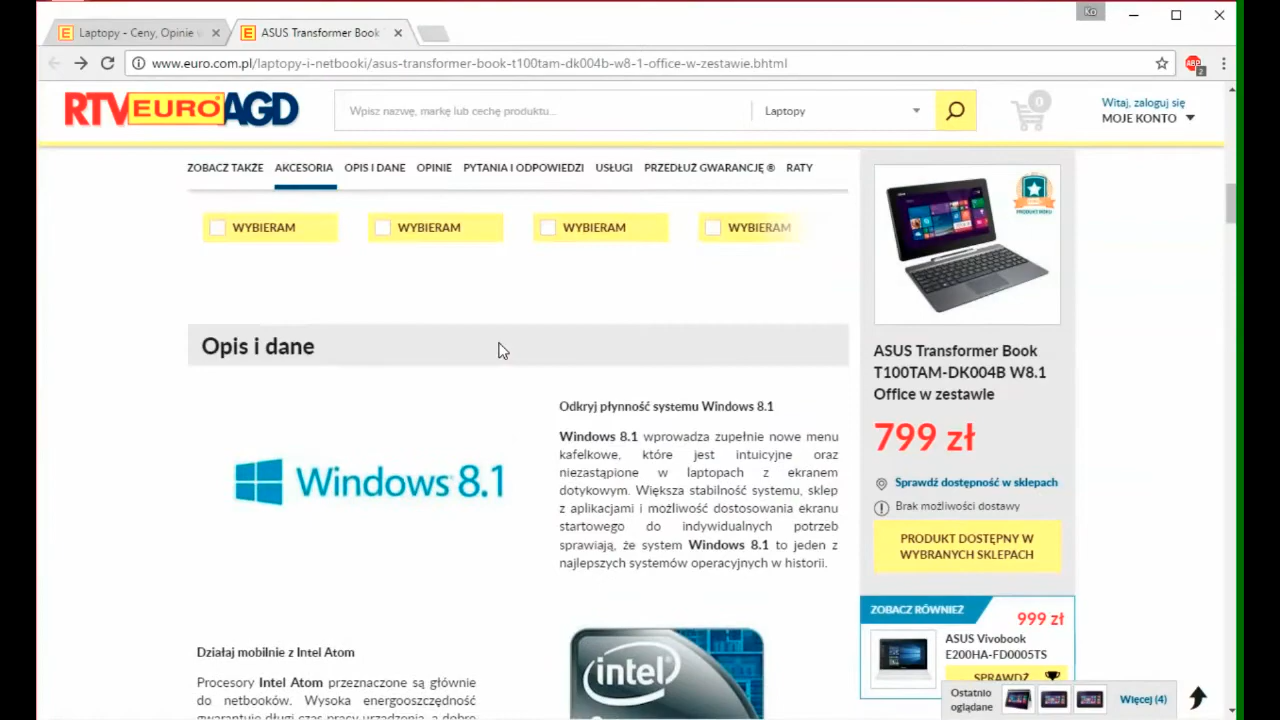 Ko
Laptopy - Ceny, Opinie
ASUS Transformer Book
www.euro.com.pl/laptopy-i-netbooki/asus-transformer-book-t100tam-dk004b-w8-1-office-w-zestawie.bhtml
ABP
2
RTV EURO AGD
Wpisz nazwę, markę lub cechę produktu...
Laptopy
0
Witaj, zaloguj się
MOJE KONTO
ZOBACZ TAKŻE AKCESORIA OPIS I DANE OPINIE PYTANIA I ODPOWIEDZI USŁUGI PRZEDŁUŻ GWARANCJĘ ® RATY
WYBIERAM WYBIERAM WYBIERAM WYBIERAM
PRODUKT ROKU
Opis i dane
Odkryj płynność systemu Windows 8.1
Windows 8.1 wprowadza zupełnie nowe menu
kafelkowe, które jest intuicyjne oraz
niezastąpione w laptopach z ekranem
dotykowym. Większa stabilność systemu, sklep
z aplikacjami i możliwość dostosowania ekranu
startowego do indywidualnych potrzeb
sprawiają, że system Windows 8.1 to jeden z
najlepszych systemów operacyjnych w historii.
Windows 8.1
Działaj mobilnie z Intel Atom
Procesory Intel Atom przeznaczone są głównie
do netbooków. Wysoka energooszczędność
gwarantuje długi czas pracy urządzenia, a dobre
intel
ASUS Transformer Book
T100TAM-DK004B W8.1
Office w zestawie
799 zł
Sprawdź dostępność w sklepach
Brak możliwości dostawy
PRODUKT DOSTĘPNY W
WYBRANYCH SKLEPACH
ZOBACZ RÓWNIEŻ
999 zł
ASUS Vivobook
E200HA-FD0005TS
SPRAWDŹ
Ostatnio
oglądane
Więcej (4)